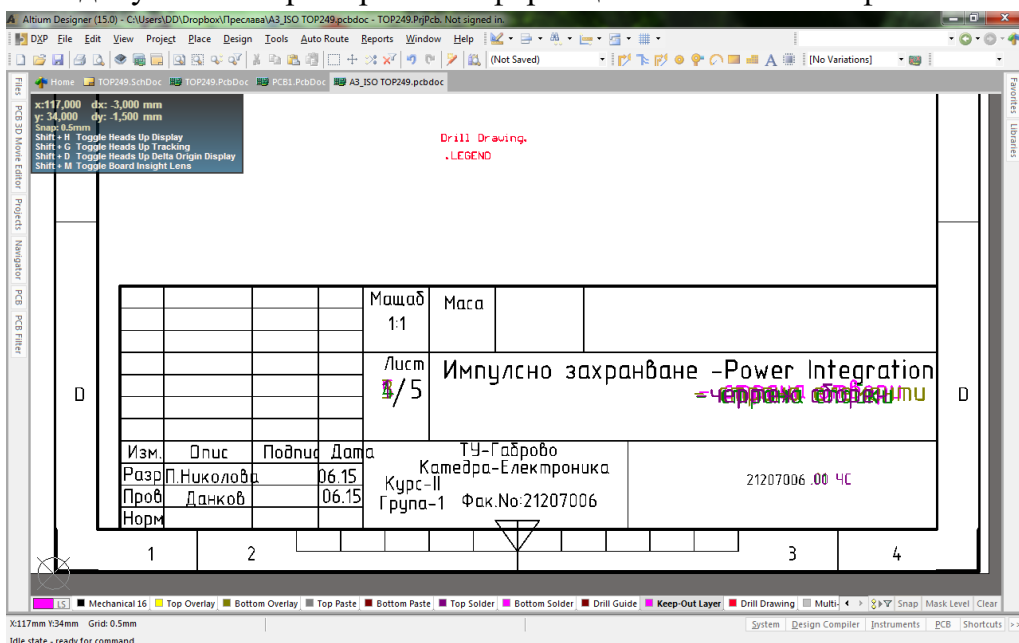 Altium Designer (15.0) - C:\Users\DD\Dropbox\Преслава\A3_ISO TOP249.pcbdoc - TOP249.PrjPcb. Not signed in.
DXP File Edit View Project Place Design Tools Auto Route Reports Window Help
(Not Saved) [No Variations]
Home TOP249.SchDoc TOP249.PcbDoc PCB1.PcbDoc A3_ISO TOP249.pcbdoc
Files
PCB 3D Movie Editor
Projects
Navigator
PCB
PCB Filter
Favorites
Libraries
x:117,000 dx: -3,000 mm
y: 34,000 dy: -1,500 mm
Snap: 0.5mm
Shift + H Toggle Heads Up Display
Shift + G Toggle Heads Up Tracking
Shift + D Toggle Heads Up Delta Origin Display
Shift + M Toggle Board Insight Lens
Drill Drawing.
.LEGEND
Мащаб Маса
1:1
Лист Импулсно захранване -Power Integration
/ 5
D D
Изм. Опис Подпис Дата ТУ-Габрово
Разр П.Николова 06.15 Катедра-Електроника
Курс-II 21207006 .00 ЧС
Пров Данков 06.15 Група-1 Фак.No:21207006
Норм
1 2 3 4
LS Mechanical 16 Top Overlay Bottom Overlay Top Paste Bottom Paste Top Solder Bottom Solder Drill Guide Keep-Out Layer Drill Drawing Multi- Snap Mask Level Clear
X:117mm Y:34mm Grid: 0.5mm System Design Compiler Instruments PCB Shortcuts >>
Idle state - ready for command